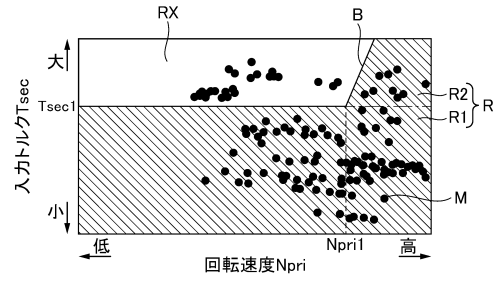 RX
B
大
入力トルクTsec
Tsec1
R2
R1
R
M
小
低
Npri1
高
回転速度Npri